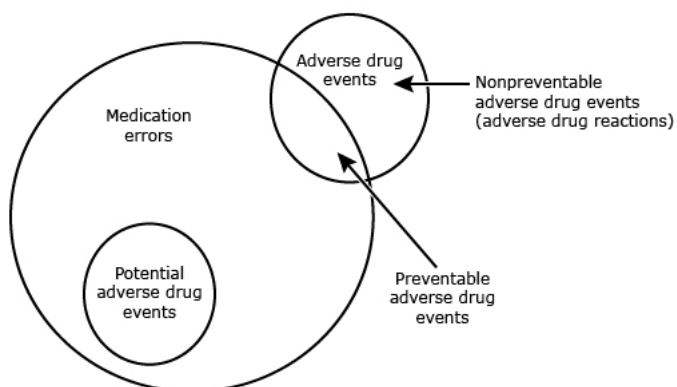 Adverse drug
events
Nonpreventable
adverse drug events
(adverse drug reactions)
Medication
errors
Potential
adverse drug
events
Preventable
adverse drug
events